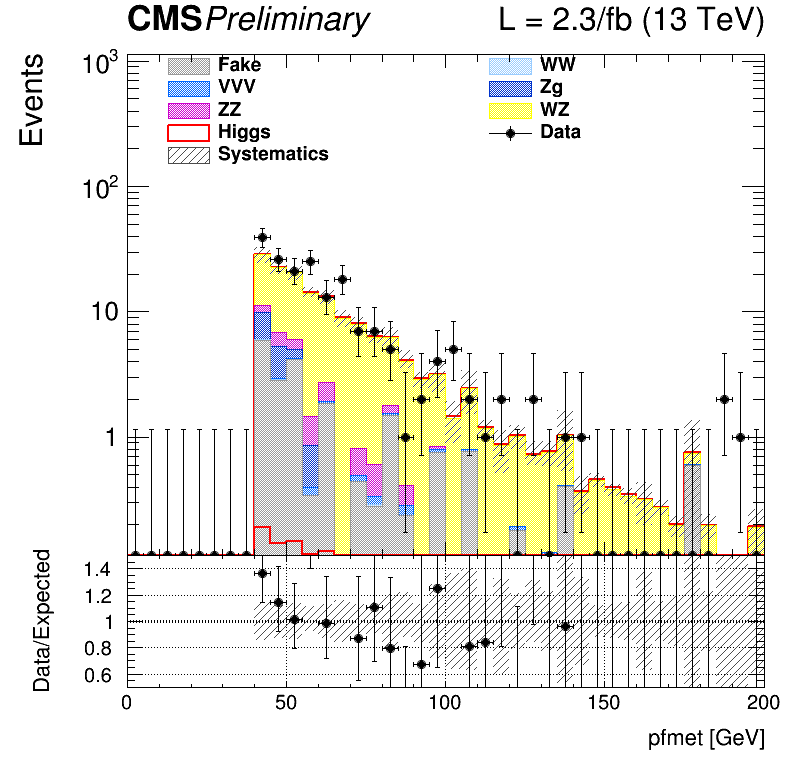 CMS Preliminary L = 2.3/fb (13 TeV)
Events
Fake WW
VVV Zg
ZZ WZ
Higgs Data
Systematics
10³
10²
10
1
Data/Expected
1.4
1.2
1
0.8
0.6
0 50 100 150 200
pfmet [GeV]